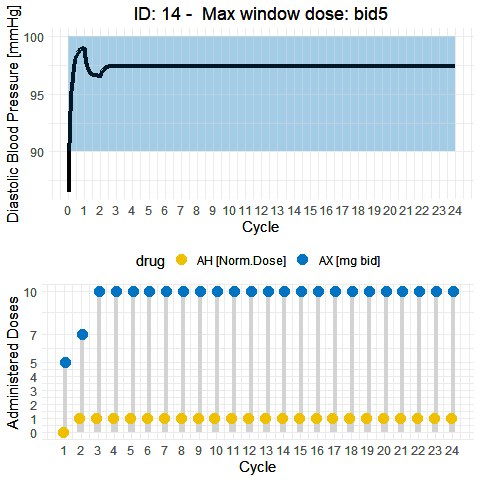 ID: 14 -  Max window dose: bid5
Diastolic Blood Pressure [mmHg]
100
95
90
0 1 2 3 4 5 6 7 8 9 10 11 12 13 14 15 16 17 18 19 20 21 22 23 24
Cycle
drug AH [Norm.Dose] AX [mg bid]
Administered Doses
10
7
5
4
3
2
1
0
1 2 3 4 5 6 7 8 9 10 11 12 13 14 15 16 17 18 19 20 21 22 23 24
Cycle